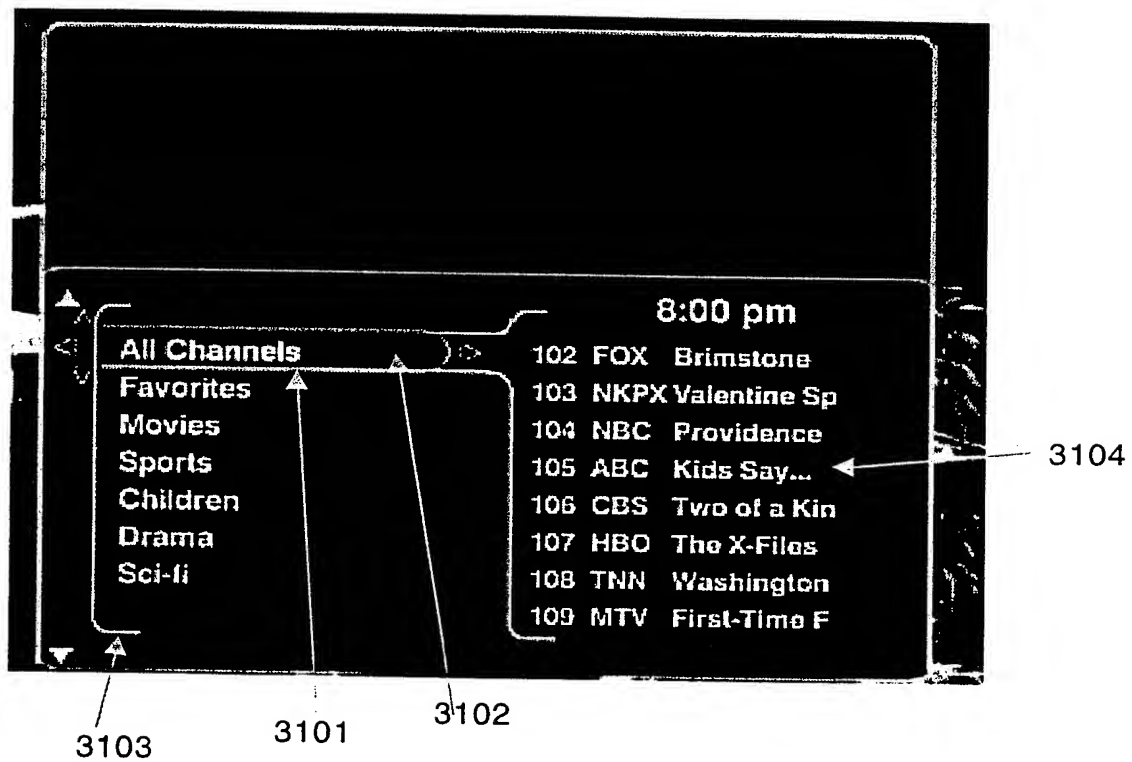 8:00 pm
All Channels
Favorites
Movies
Sports
Children
Drama
Sci-fi
102 FOX Brimstone
103 NKPX Valentine Sp
104 NBC Providence
105 ABC Kids Say...
106 CBS Two of a Kin
107 HBO The X-Files
108 TNN Washington
109 MTV First-Time F
3104
3103
3101
3102